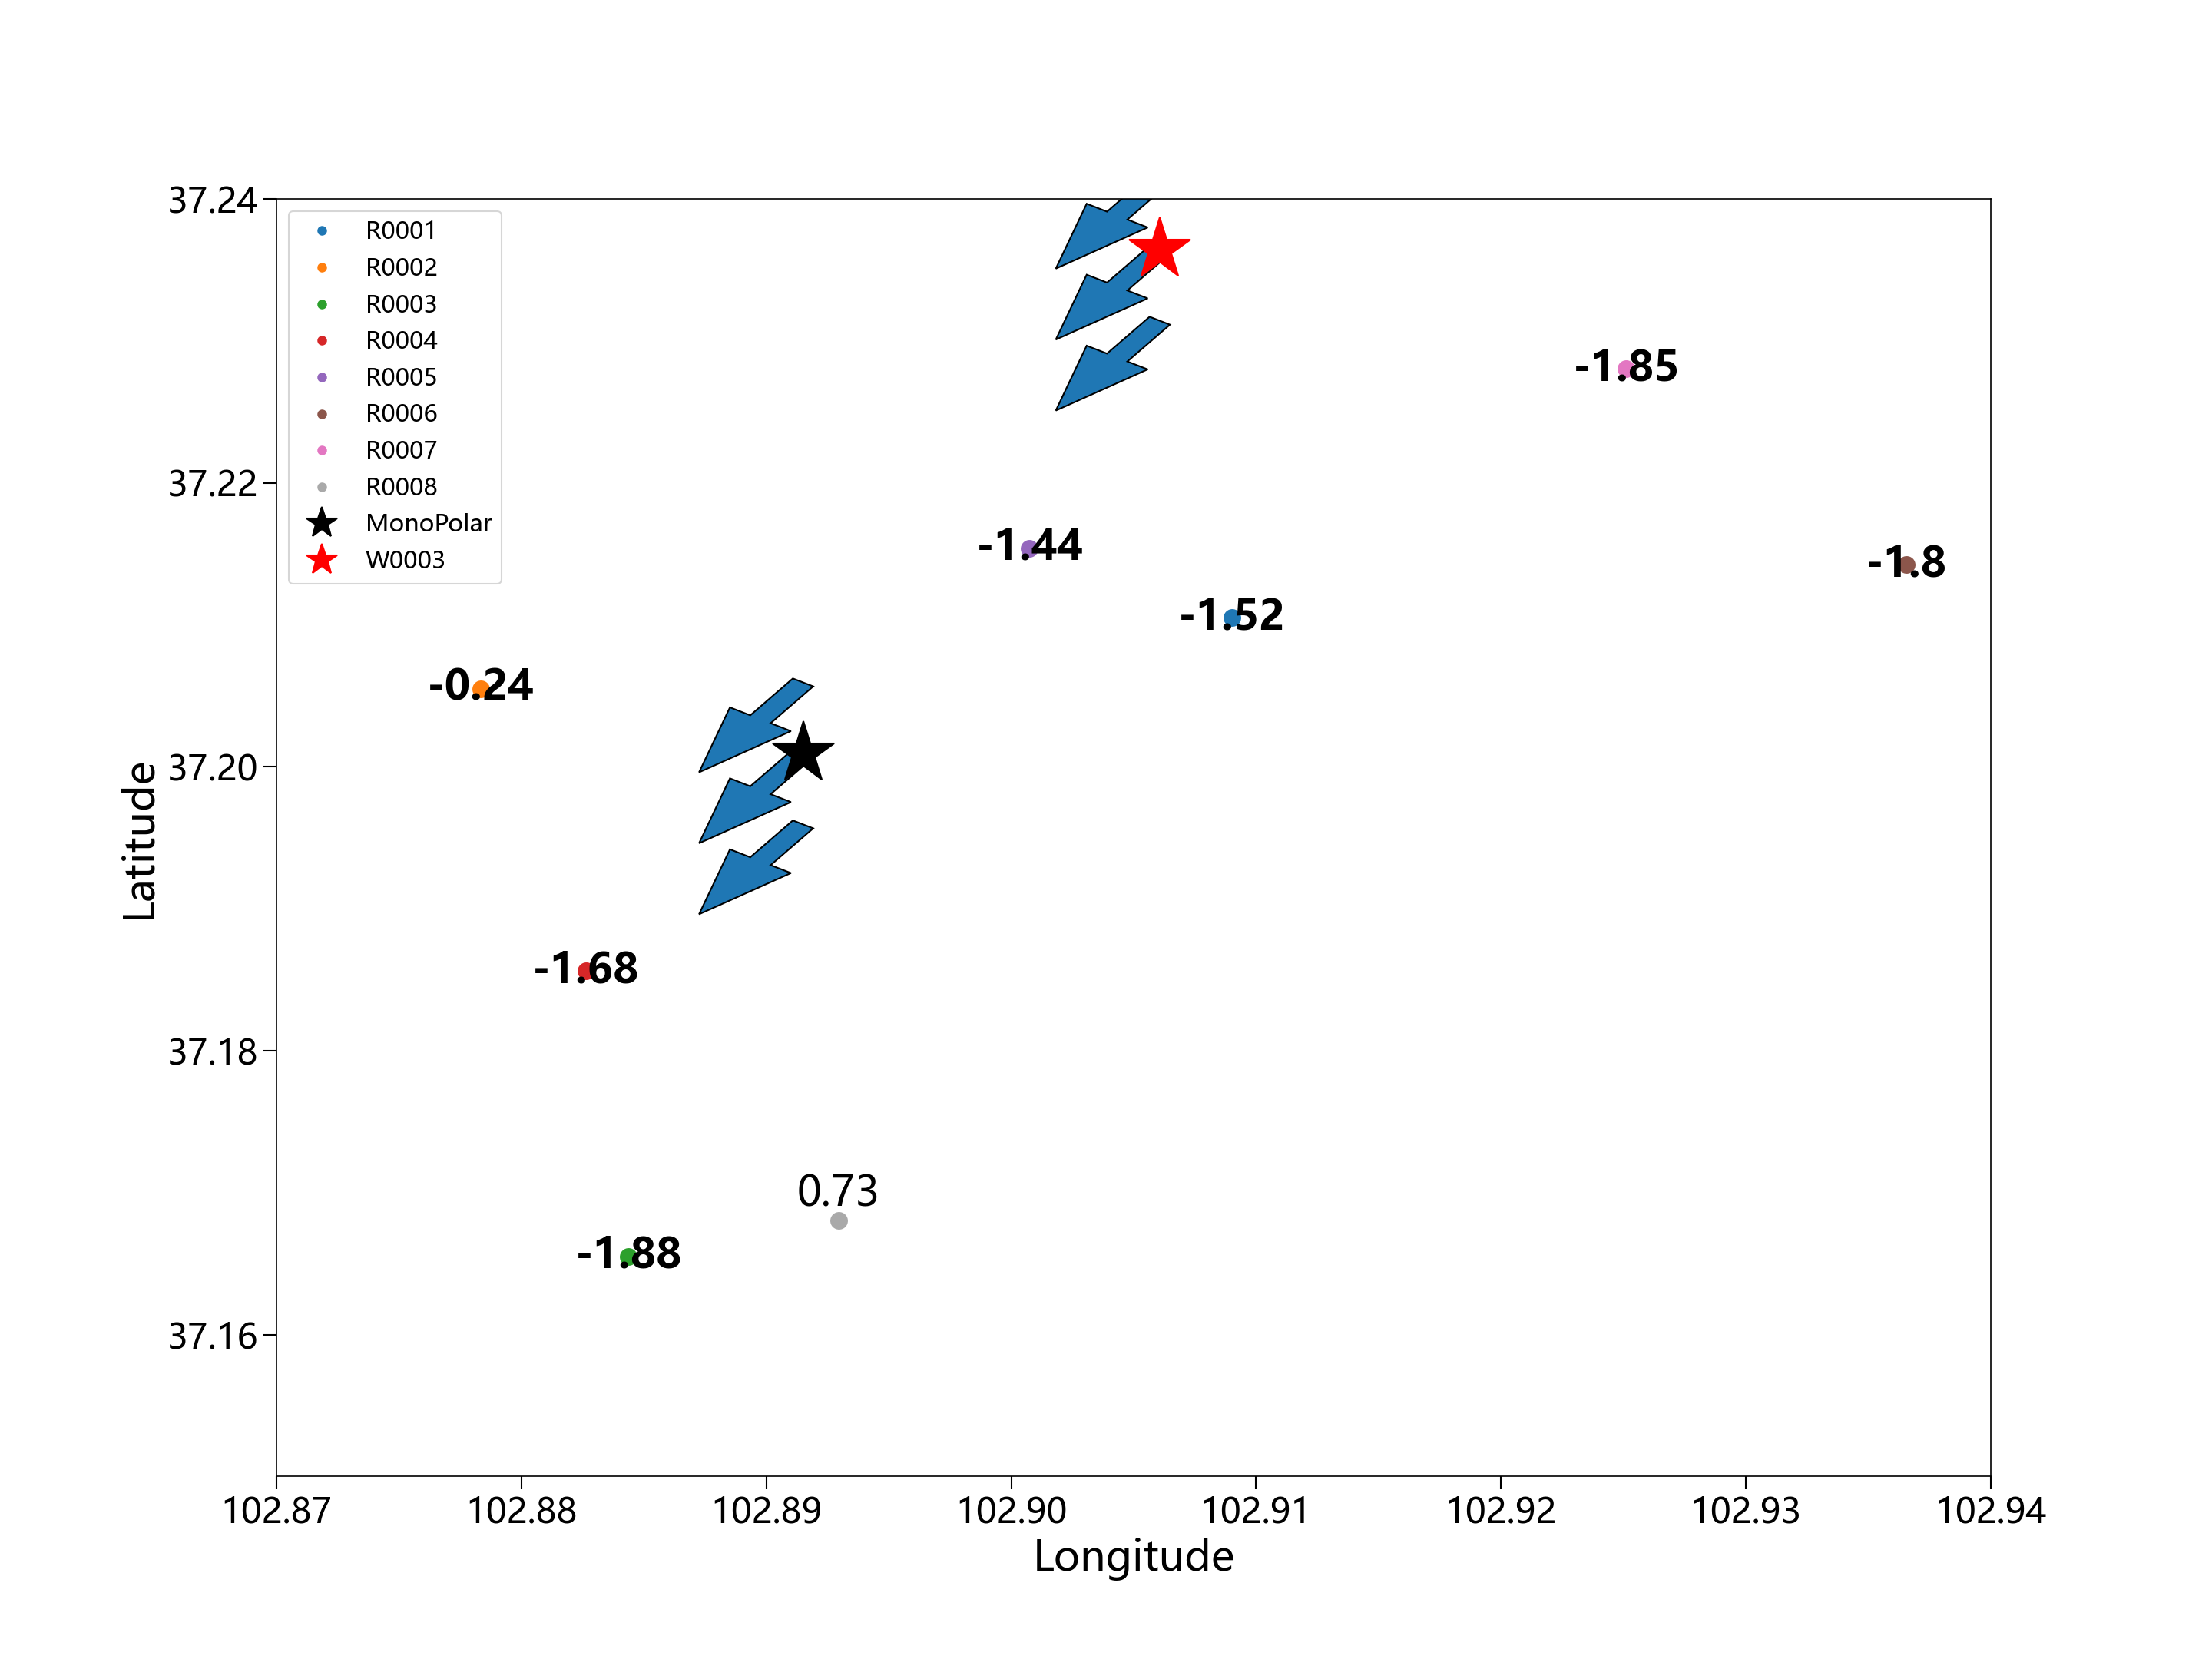 37.24
R0001
R0002
R0003
R0004
R0005
R0006
R0007
R0008
MonoPolar
W0003
-1.85
37.22
-1.44
-1.8
-1.52
-0.24
37.20
Latitude
-1.68
37.18
0.73
-1.88
37.16
102.87 102.88 102.89 102.90 102.91 102.92 102.93 102.94
Longitude